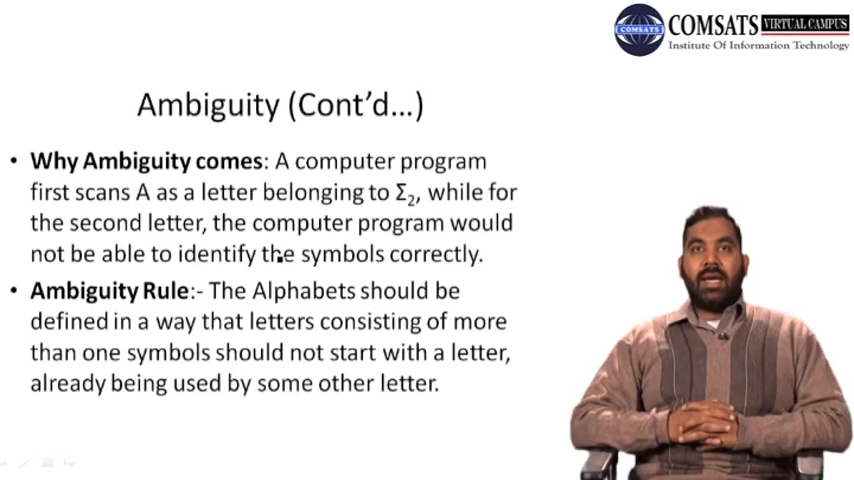 COMSATS
COMSATS VIRTUAL CAMPUS
Institute Of Information Technology
Ambiguity (Cont’d...)
• Why Ambiguity comes: A computer program
first scans A as a letter belonging to Σ₂, while for
the second letter, the computer program would
not be able to identify the symbols correctly.
• Ambiguity Rule:- The Alphabets should be
defined in a way that letters consisting of more
than one symbols should not start with a letter,
already being used by some other letter.